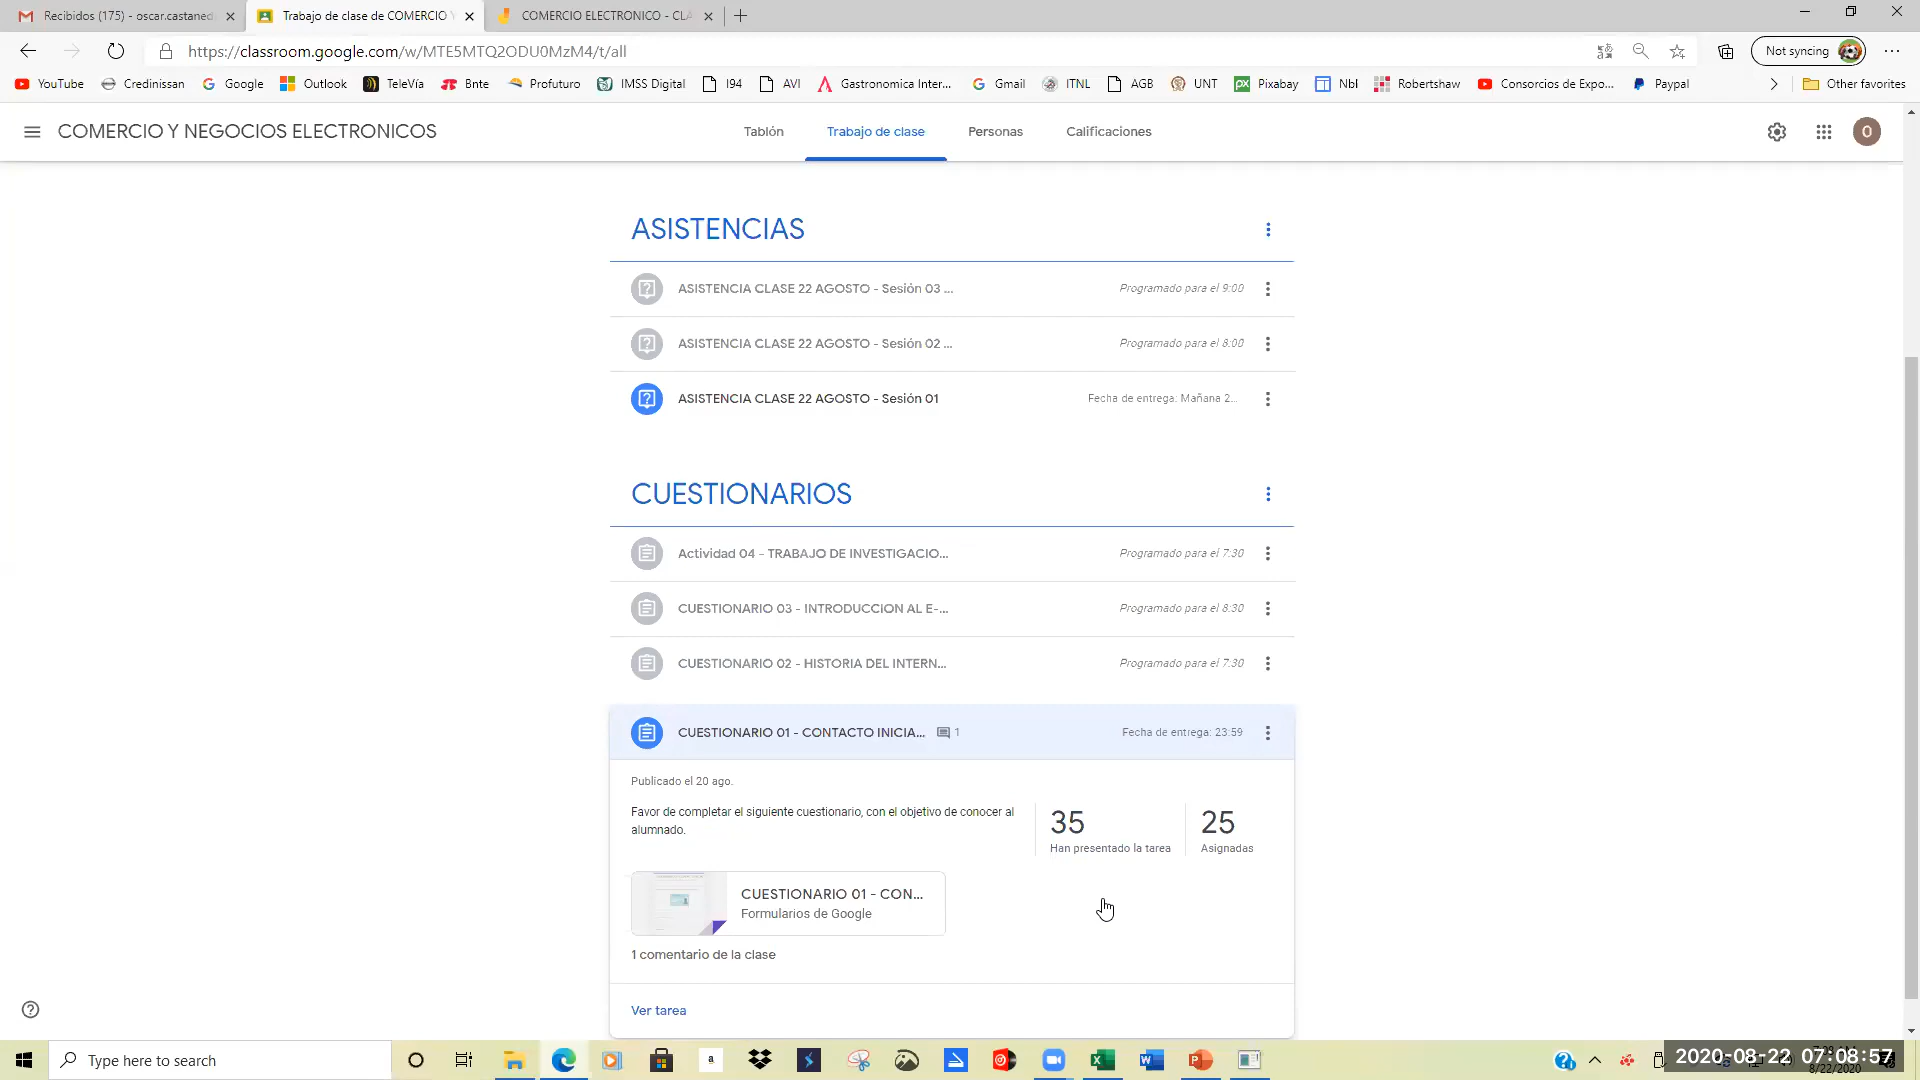 Recibidos (175) - oscar.castaned
Trabajo de clase de COMERCIO Y
COMERCIO ELECTRONICO - CLA
https://classroom.google.com/w/MTE5MTQ2ODU0MzM4/t/all
Not syncing
YouTube
Credinissan
Google
Outlook
TeleVía
Bnte
Profuturo
IMSS Digital
I94
AVI
Gastronomica Inter...
Gmail
ITNL
AGB
UNT
Pixabay
Nbl
Robertshaw
Consorcios de Expo...
Paypal
Other favorites
COMERCIO Y NEGOCIOS ELECTRONICOS
Tablón
Trabajo de clase
Personas
Calificaciones
O
ASISTENCIAS
ASISTENCIA CLASE 22 AGOSTO - Sesión 03 ...
Programado para el 9:00
ASISTENCIA CLASE 22 AGOSTO - Sesión 02 ...
Programado para el 8:00
ASISTENCIA CLASE 22 AGOSTO - Sesión 01
Fecha de entrega: Mañana 2...
CUESTIONARIOS
Actividad 04 - TRABAJO DE INVESTIGACIO...
Programado para el 7:30
CUESTIONARIO 03 - INTRODUCCION AL E-...
Programado para el 8:30
CUESTIONARIO 02 - HISTORIA DEL INTERN...
Programado para el 7:30
CUESTIONARIO 01 - CONTACTO INICIA...
1
Fecha de entrega: 23:59
Publicado el 20 ago.
Favor de completar el siguiente cuestionario, con el objetivo de conocer al
alumnado.
35
Han presentado la tarea
25
Asignadas
CUESTIONARIO 01 - CON...
Formularios de Google
1 comentario de la clase
Ver tarea
Type here to search
2020-08-22 07:08:57
8/22/2020